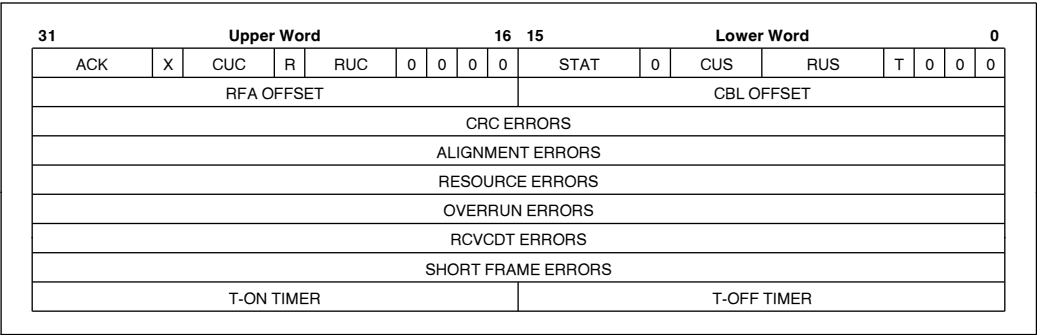 31 Upper Word 16 15 Lower Word 0
ACK X CUC R RUC 0 0 0 0 STAT 0 CUS RUS T 0 0 0
RFA OFFSET CBL OFFSET
CRC ERRORS
ALIGNMENT ERRORS
RESOURCE ERRORS
OVERRUN ERRORS
RCVCDT ERRORS
SHORT FRAME ERRORS
T-ON TIMER T-OFF TIMER